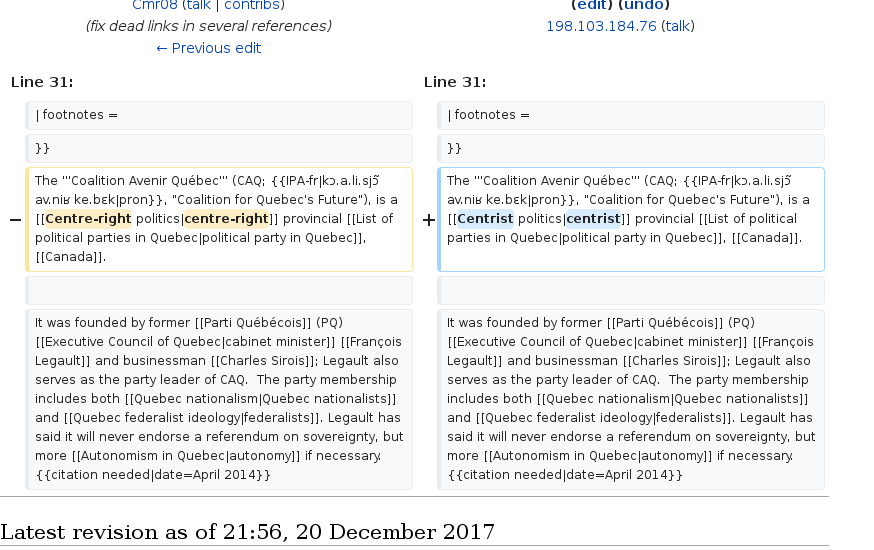 Cmr08 (talk | contribs)
(fix dead links in several references)
← Previous edit
(edit) (undo)
198.103.184.76 (talk)
Line 31:
| footnotes =
}}
− The '''Coalition Avenir Québec''' (CAQ; {{IPA-fr|kɔ.a.li.sjɔ̃
av.niʁ ke.bɛk|pron}}, "Coalition for Quebec's Future"), is a
[[Centre-right politics|centre-right]] provincial [[List of
political parties in Quebec|political party in Quebec]],
[[Canada]].
It was founded by former [[Parti Québécois]] (PQ)
[[Executive Council of Quebec|cabinet minister]] [[François
Legault]] and businessman [[Charles Sirois]]; Legault also
serves as the party leader of CAQ.  The party membership
includes both [[Quebec nationalism|Quebec nationalists]]
and [[Quebec federalist ideology|federalists]]. Legault has
said it will never endorse a referendum on sovereignty, but
more [[Autonomism in Quebec|autonomy]] if necessary.
{{citation needed|date=April 2014}}
Line 31:
| footnotes =
}}
+ The '''Coalition Avenir Québec''' (CAQ; {{IPA-fr|kɔ.a.li.sjɔ̃
av.niʁ ke.bɛk|pron}}, "Coalition for Quebec's Future"), is a
[[Centrist politics|centrist]] provincial [[List of political
parties in Quebec|political party in Quebec]], [[Canada]].
It was founded by former [[Parti Québécois]] (PQ)
[[Executive Council of Quebec|cabinet minister]] [[François
Legault]] and businessman [[Charles Sirois]]; Legault also
serves as the party leader of CAQ.  The party membership
includes both [[Quebec nationalism|Quebec nationalists]]
and [[Quebec federalist ideology|federalists]]. Legault has
said it will never endorse a referendum on sovereignty, but
more [[Autonomism in Quebec|autonomy]] if necessary.
{{citation needed|date=April 2014}}
Latest revision as of 21:56, 20 December 2017